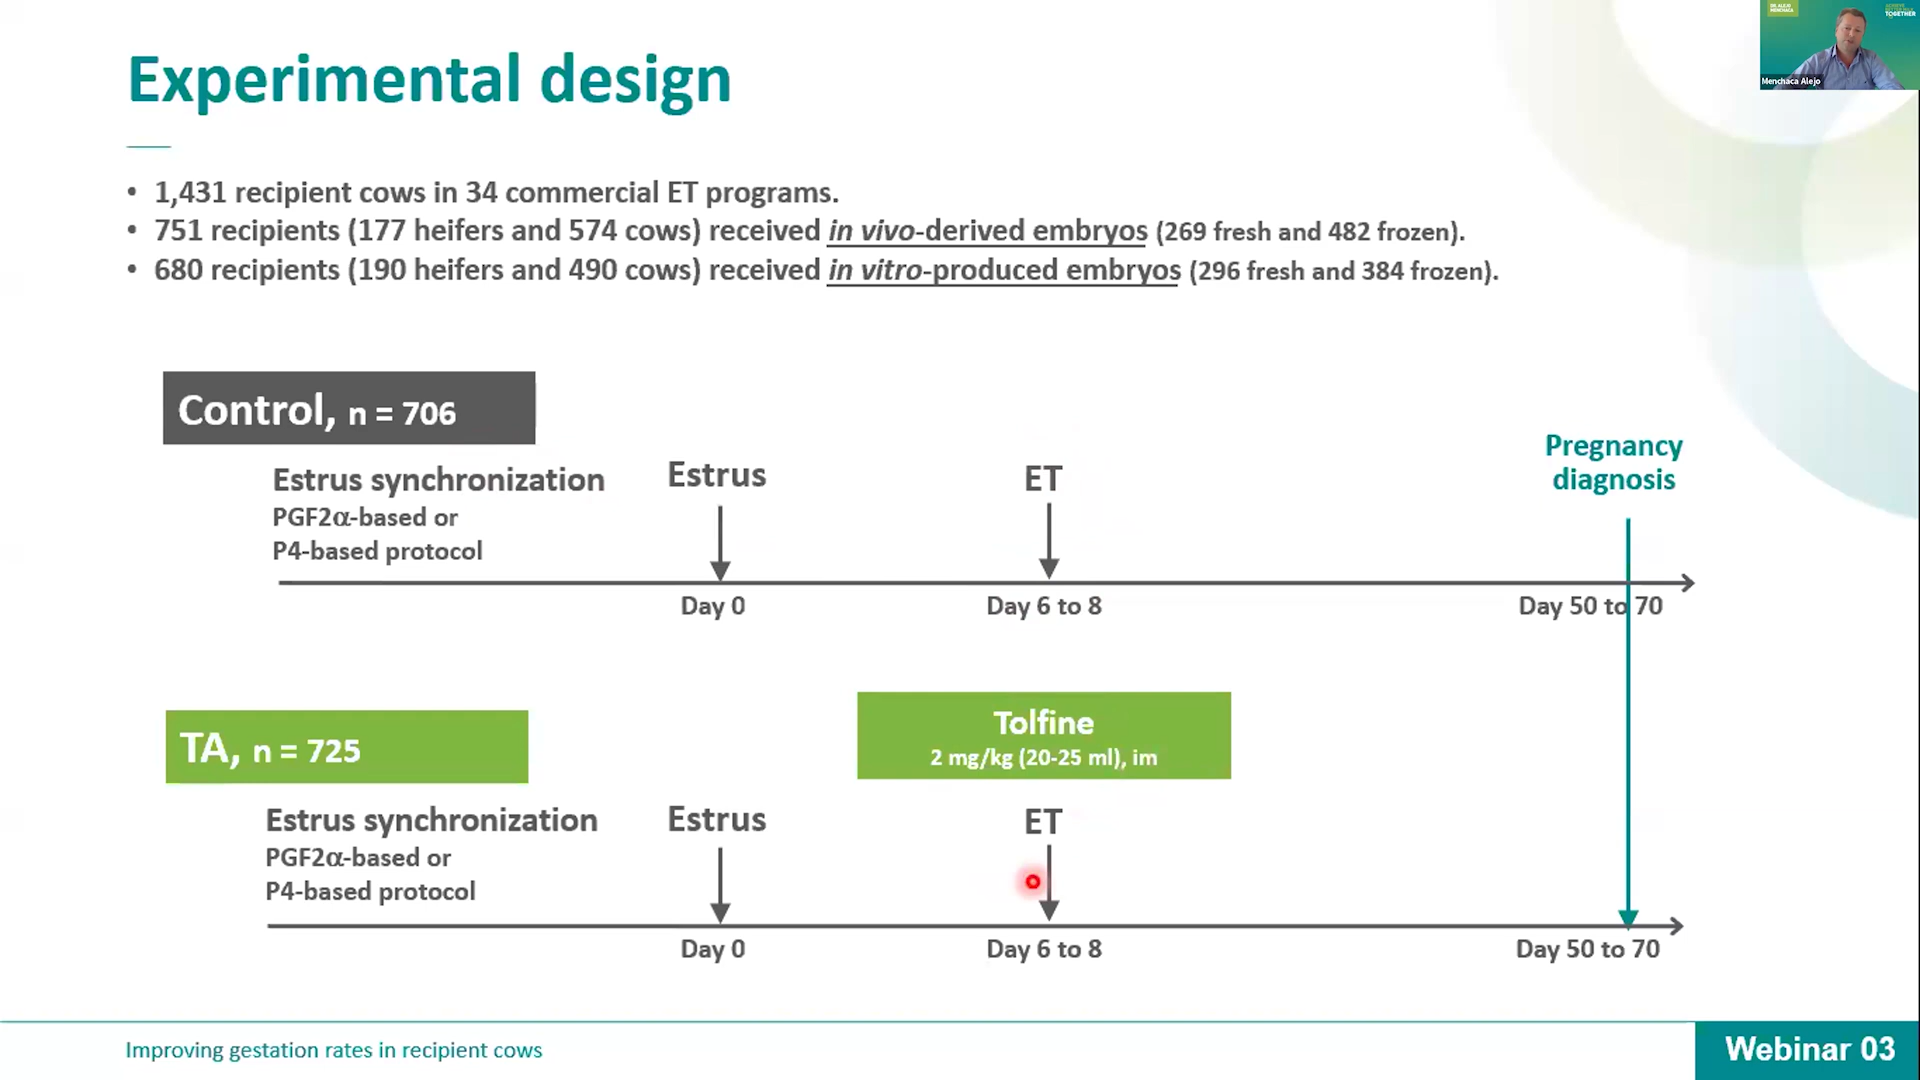 DR. ALEJO
MENCHACA
TOGETHER
Menchaca Alejo
Experimental design
• 1,431 recipient cows in 34 commercial ET programs.
• 751 recipients (177 heifers and 574 cows) received in vivo-derived embryos (269 fresh and 482 frozen).
• 680 recipients (190 heifers and 490 cows) received in vitro-produced embryos (296 fresh and 384 frozen).
Control, n = 706
Pregnancy
diagnosis
Estrus synchronization
PGF2α-based or
P4-based protocol
Estrus
ET
Day 0
Day 6 to 8
Day 50 to 70
TA, n = 725
Tolfine
2 mg/kg (20-25 ml), im
Estrus synchronization
PGF2α-based or
P4-based protocol
Estrus
ET
Day 0
Day 6 to 8
Day 50 to 70
Improving gestation rates in recipient cows
Webinar 03